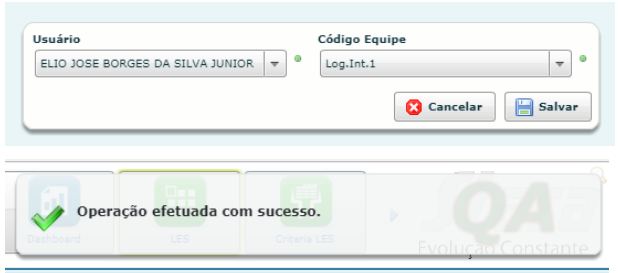 Usuário Código Equipe
ELIO JOSE BORGES DA SILVA JUNIOR Log.Int.1
Cancelar Salvar
Operação efetuada com sucesso.
QA
Dashboard LES Criteria LES
Evolução Constante